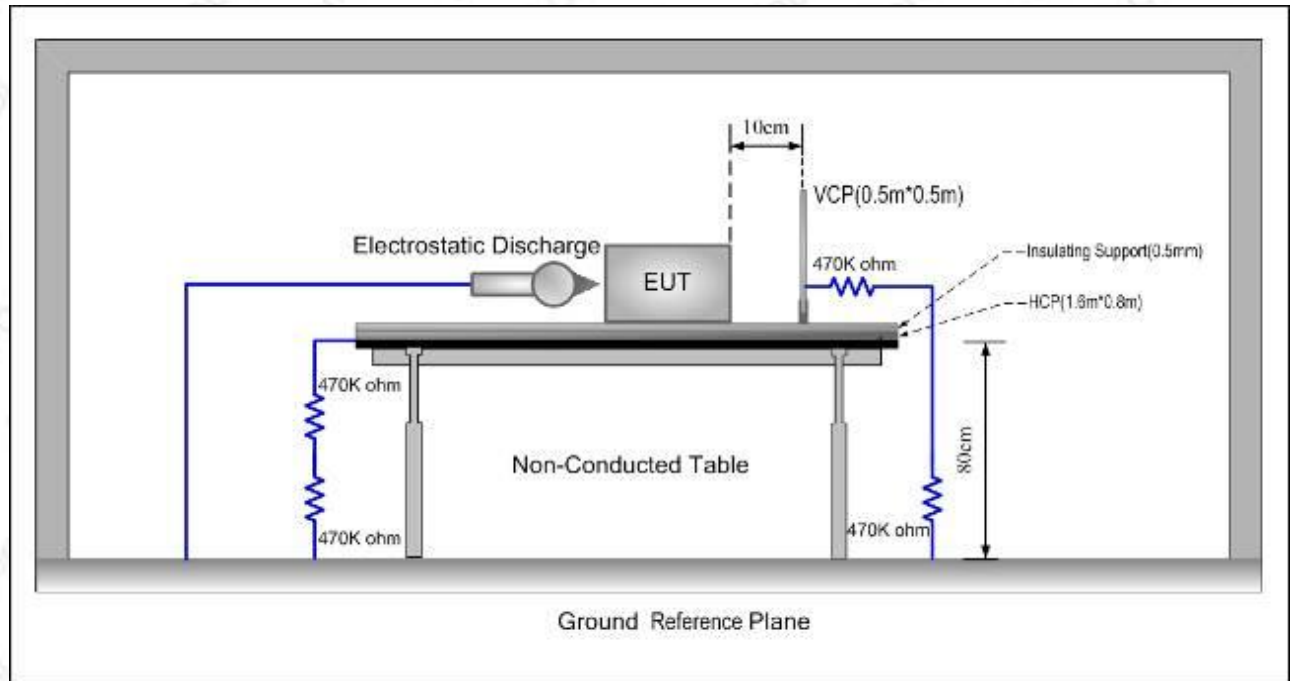 10cm
VCP(0.5m*0.5m)
Electrostatic Discharge
Insulating Support(0.5mm)
470K ohm
EUT
HCP(1.6m*0.8m)
470K ohm
80cm
Non-Conducted Table
470K ohm
470K ohm
Ground Reference Plane